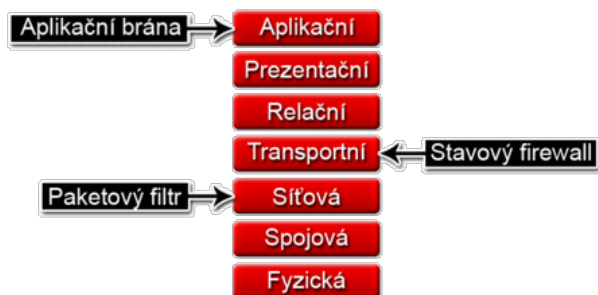 Aplikační brána
Aplikační
Prezentační
Relační
Transportní
Stavový firewall
Paketový filtr
Síťová
Spojová
Fyzická